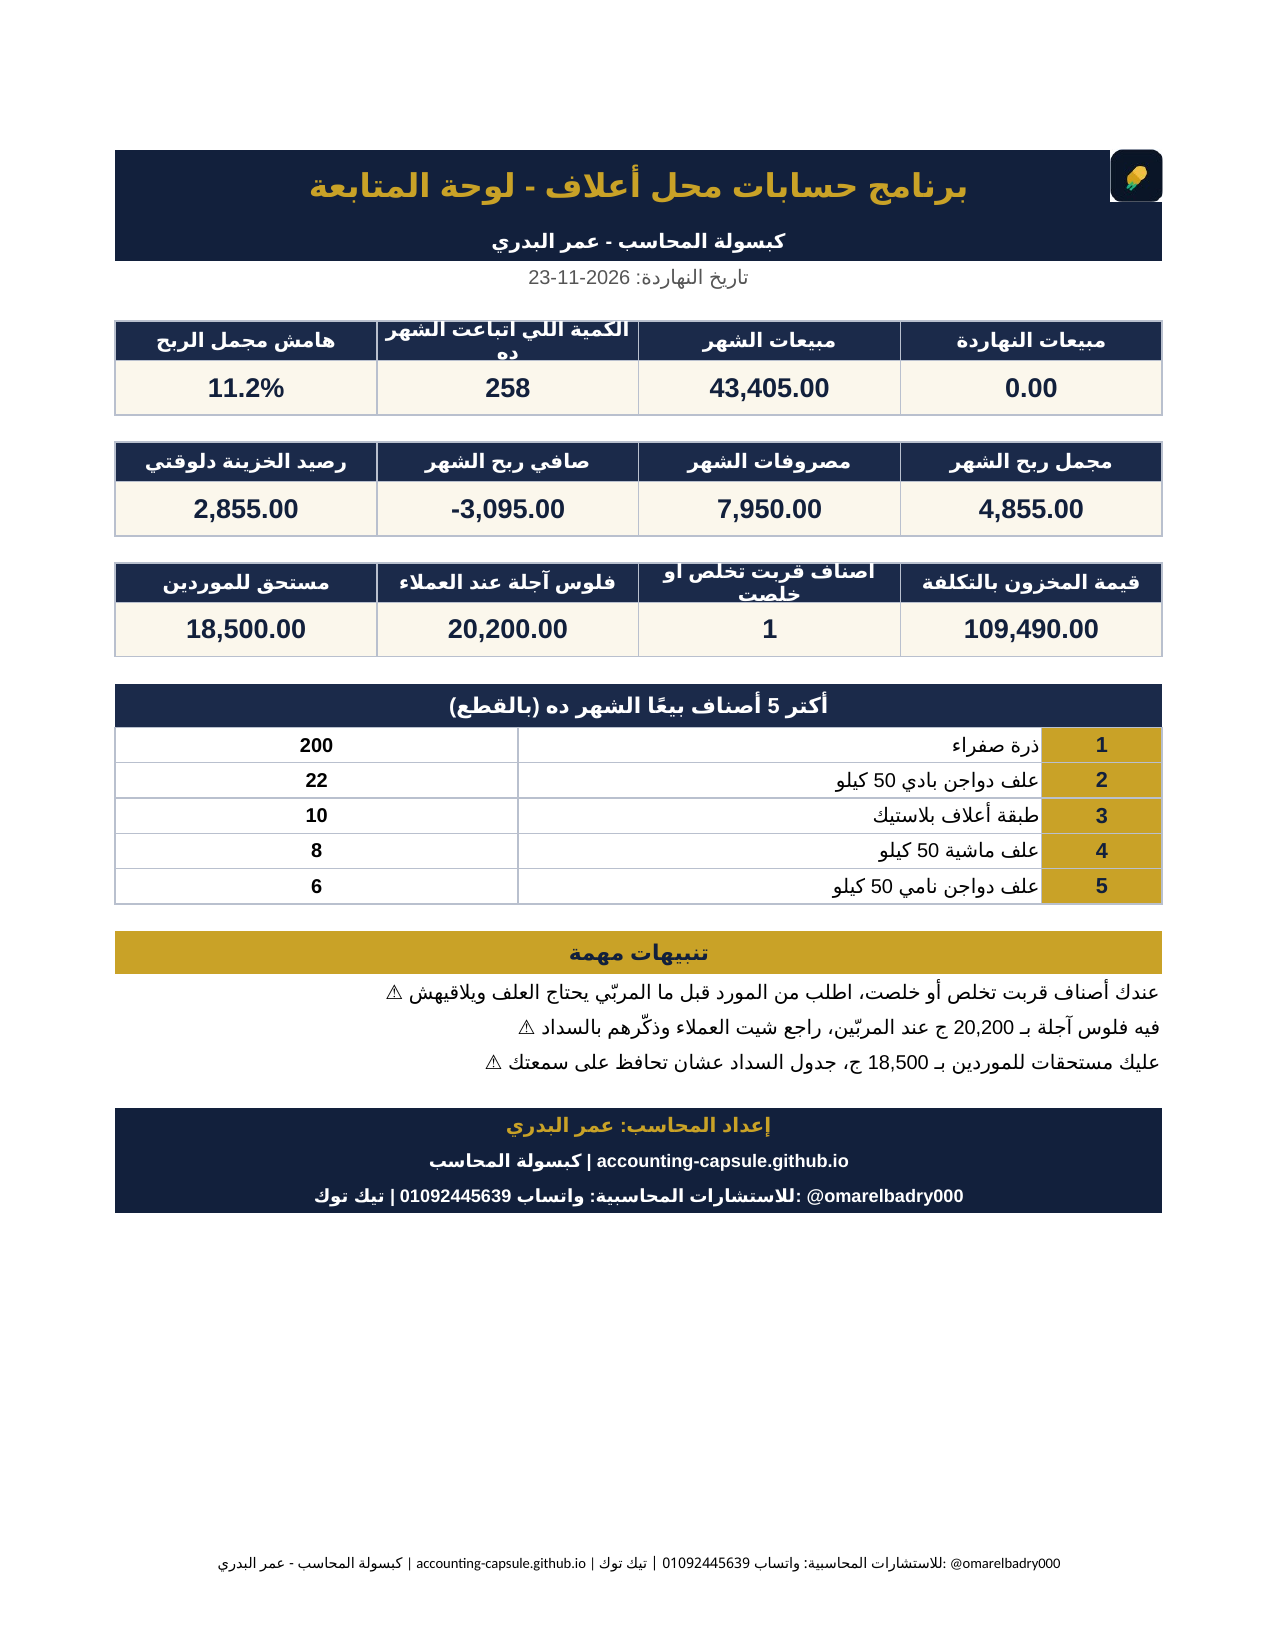 برنامج حسابات محل أعلاف - لوحة المتابعة
كبسولة المحاسب - عمر البدري
تاريخ النهاردة: 2026-11-23
مبيعات النهاردة
مبيعات الشهر
الكمية اللي اتباعت الشهر ده
هامش مجمل الربح
0.00
43,405.00
258
11.2%
مجمل ربح الشهر
مصروفات الشهر
صافي ربح الشهر
رصيد الخزينة دلوقتي
4,855.00
7,950.00
-3,095.00
2,855.00
قيمة المخزون بالتكلفة
أصناف قربت تخلص أو خلصت
فلوس آجلة عند العملاء
مستحق للموردين
109,490.00
1
20,200.00
18,500.00
أكتر 5 أصناف بيعًا الشهر ده (بالقطع)
1 ذرة صفراء 200
2 علف دواجن بادي 50 كيلو 22
3 طبقة أعلاف بلاستيك 10
4 علف ماشية 50 كيلو 8
5 علف دواجن نامي 50 كيلو 6
تنبيهات مهمة
عندك أصناف قربت تخلص أو خلصت، اطلب من المورد قبل ما المربّي يحتاج العلف ويلاقيهش ⚠
فيه فلوس آجلة بـ 20,200 ج عند المربّين، راجع شيت العملاء وذكّرهم بالسداد ⚠
عليك مستحقات للموردين بـ 18,500 ج، جدول السداد عشان تحافظ على سمعتك ⚠
إعداد المحاسب: عمر البدري
كبسولة المحاسب | accounting-capsule.github.io
للاستشارات المحاسبية: واتساب 01092445639 | تيك توك: @omarelbadry000
كبسولة المحاسب - عمر البدري | accounting-capsule.github.io | للاستشارات المحاسبية: واتساب 01092445639 | تيك توك: @omarelbadry000